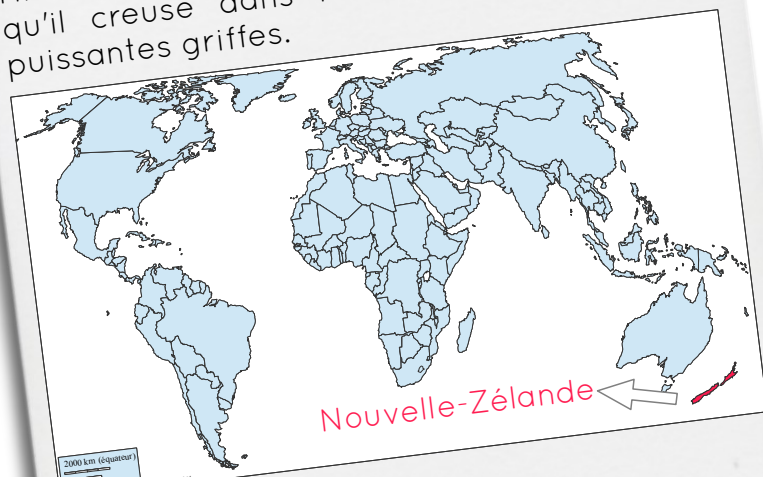 qu'il creuse dans
puissantes griffes.
Nouvelle-Zélande
2000 km (équateur)